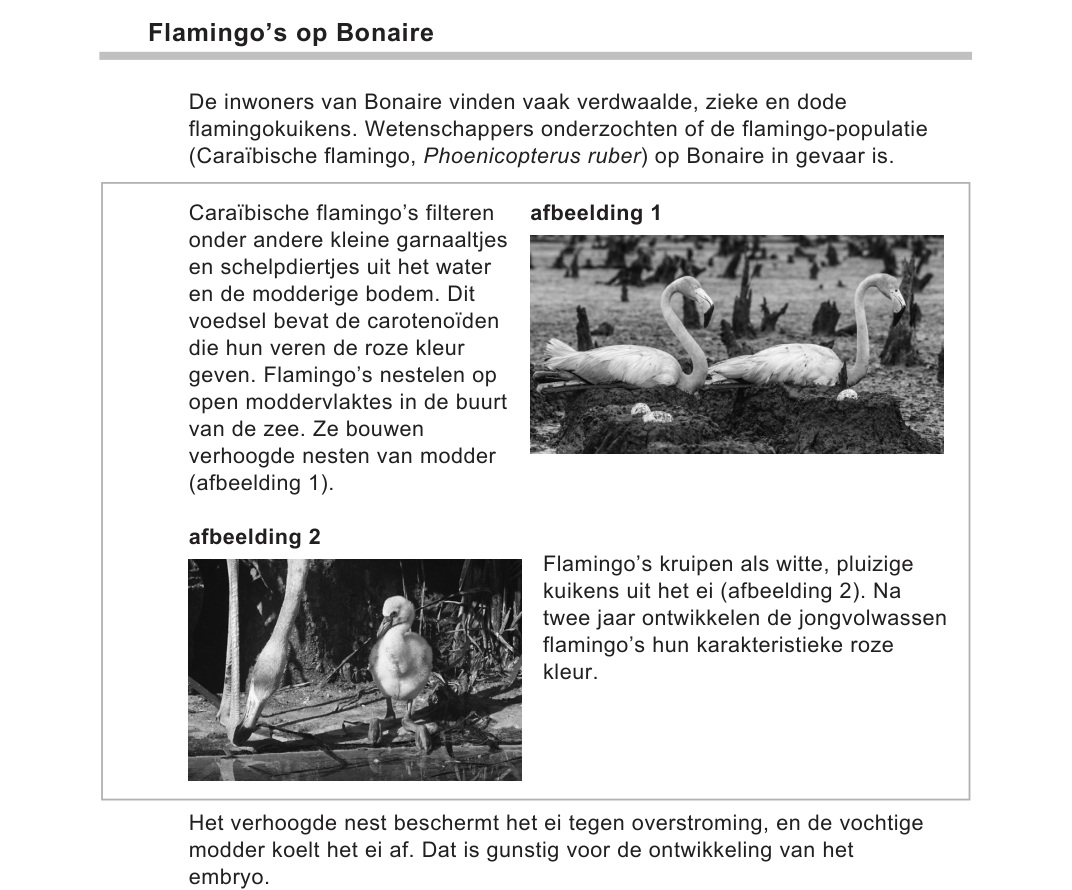 Flamingo’s op Bonaire
De inwoners van Bonaire vinden vaak verdwaalde, zieke en dode
flamingokuikens. Wetenschappers onderzochten of de flamingo-populatie
(Caraïbische flamingo, Phoenicopterus ruber) op Bonaire in gevaar is.
Caraïbische flamingo’s filteren
onder andere kleine garnaaltjes
en schelpdiertjes uit het water
en de modderige bodem. Dit
voedsel bevat de carotenoïden
die hun veren de roze kleur
geven. Flamingo’s nestelen op
open moddervlaktes in de buurt
van de zee. Ze bouwen
verhoogde nesten van modder
(afbeelding 1).
afbeelding 1
afbeelding 2
Flamingo’s kruipen als witte, pluizige
kuikens uit het ei (afbeelding 2). Na
twee jaar ontwikkelen de jongvolwassen
flamingo’s hun karakteristieke roze
kleur.
Het verhoogde nest beschermt het ei tegen overstroming, en de vochtige
modder koelt het ei af. Dat is gunstig voor de ontwikkeling van het
embryo.